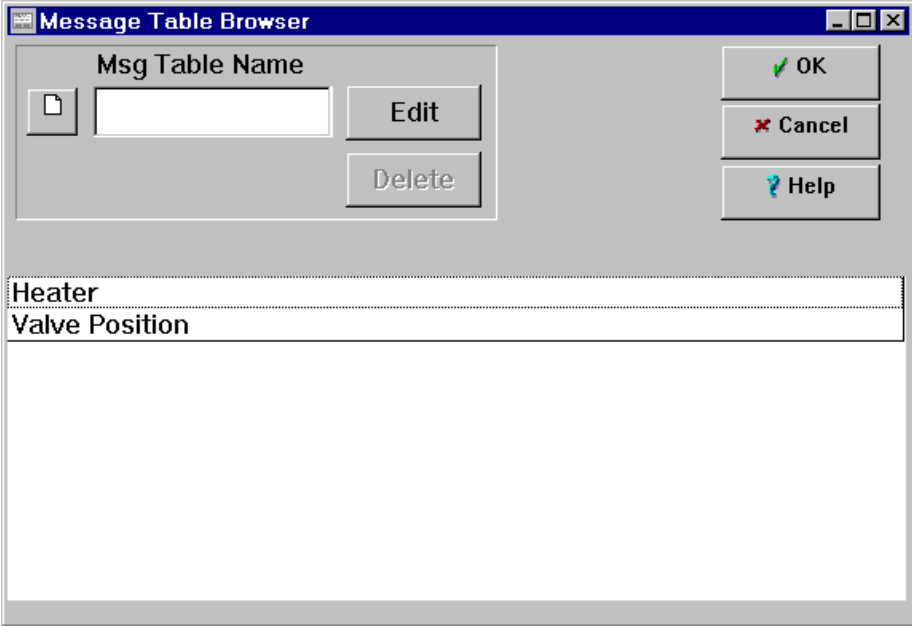 Message Table Browser
Msg Table Name
Edit
Delete
OK
Cancel
Help
Heater
Valve Position